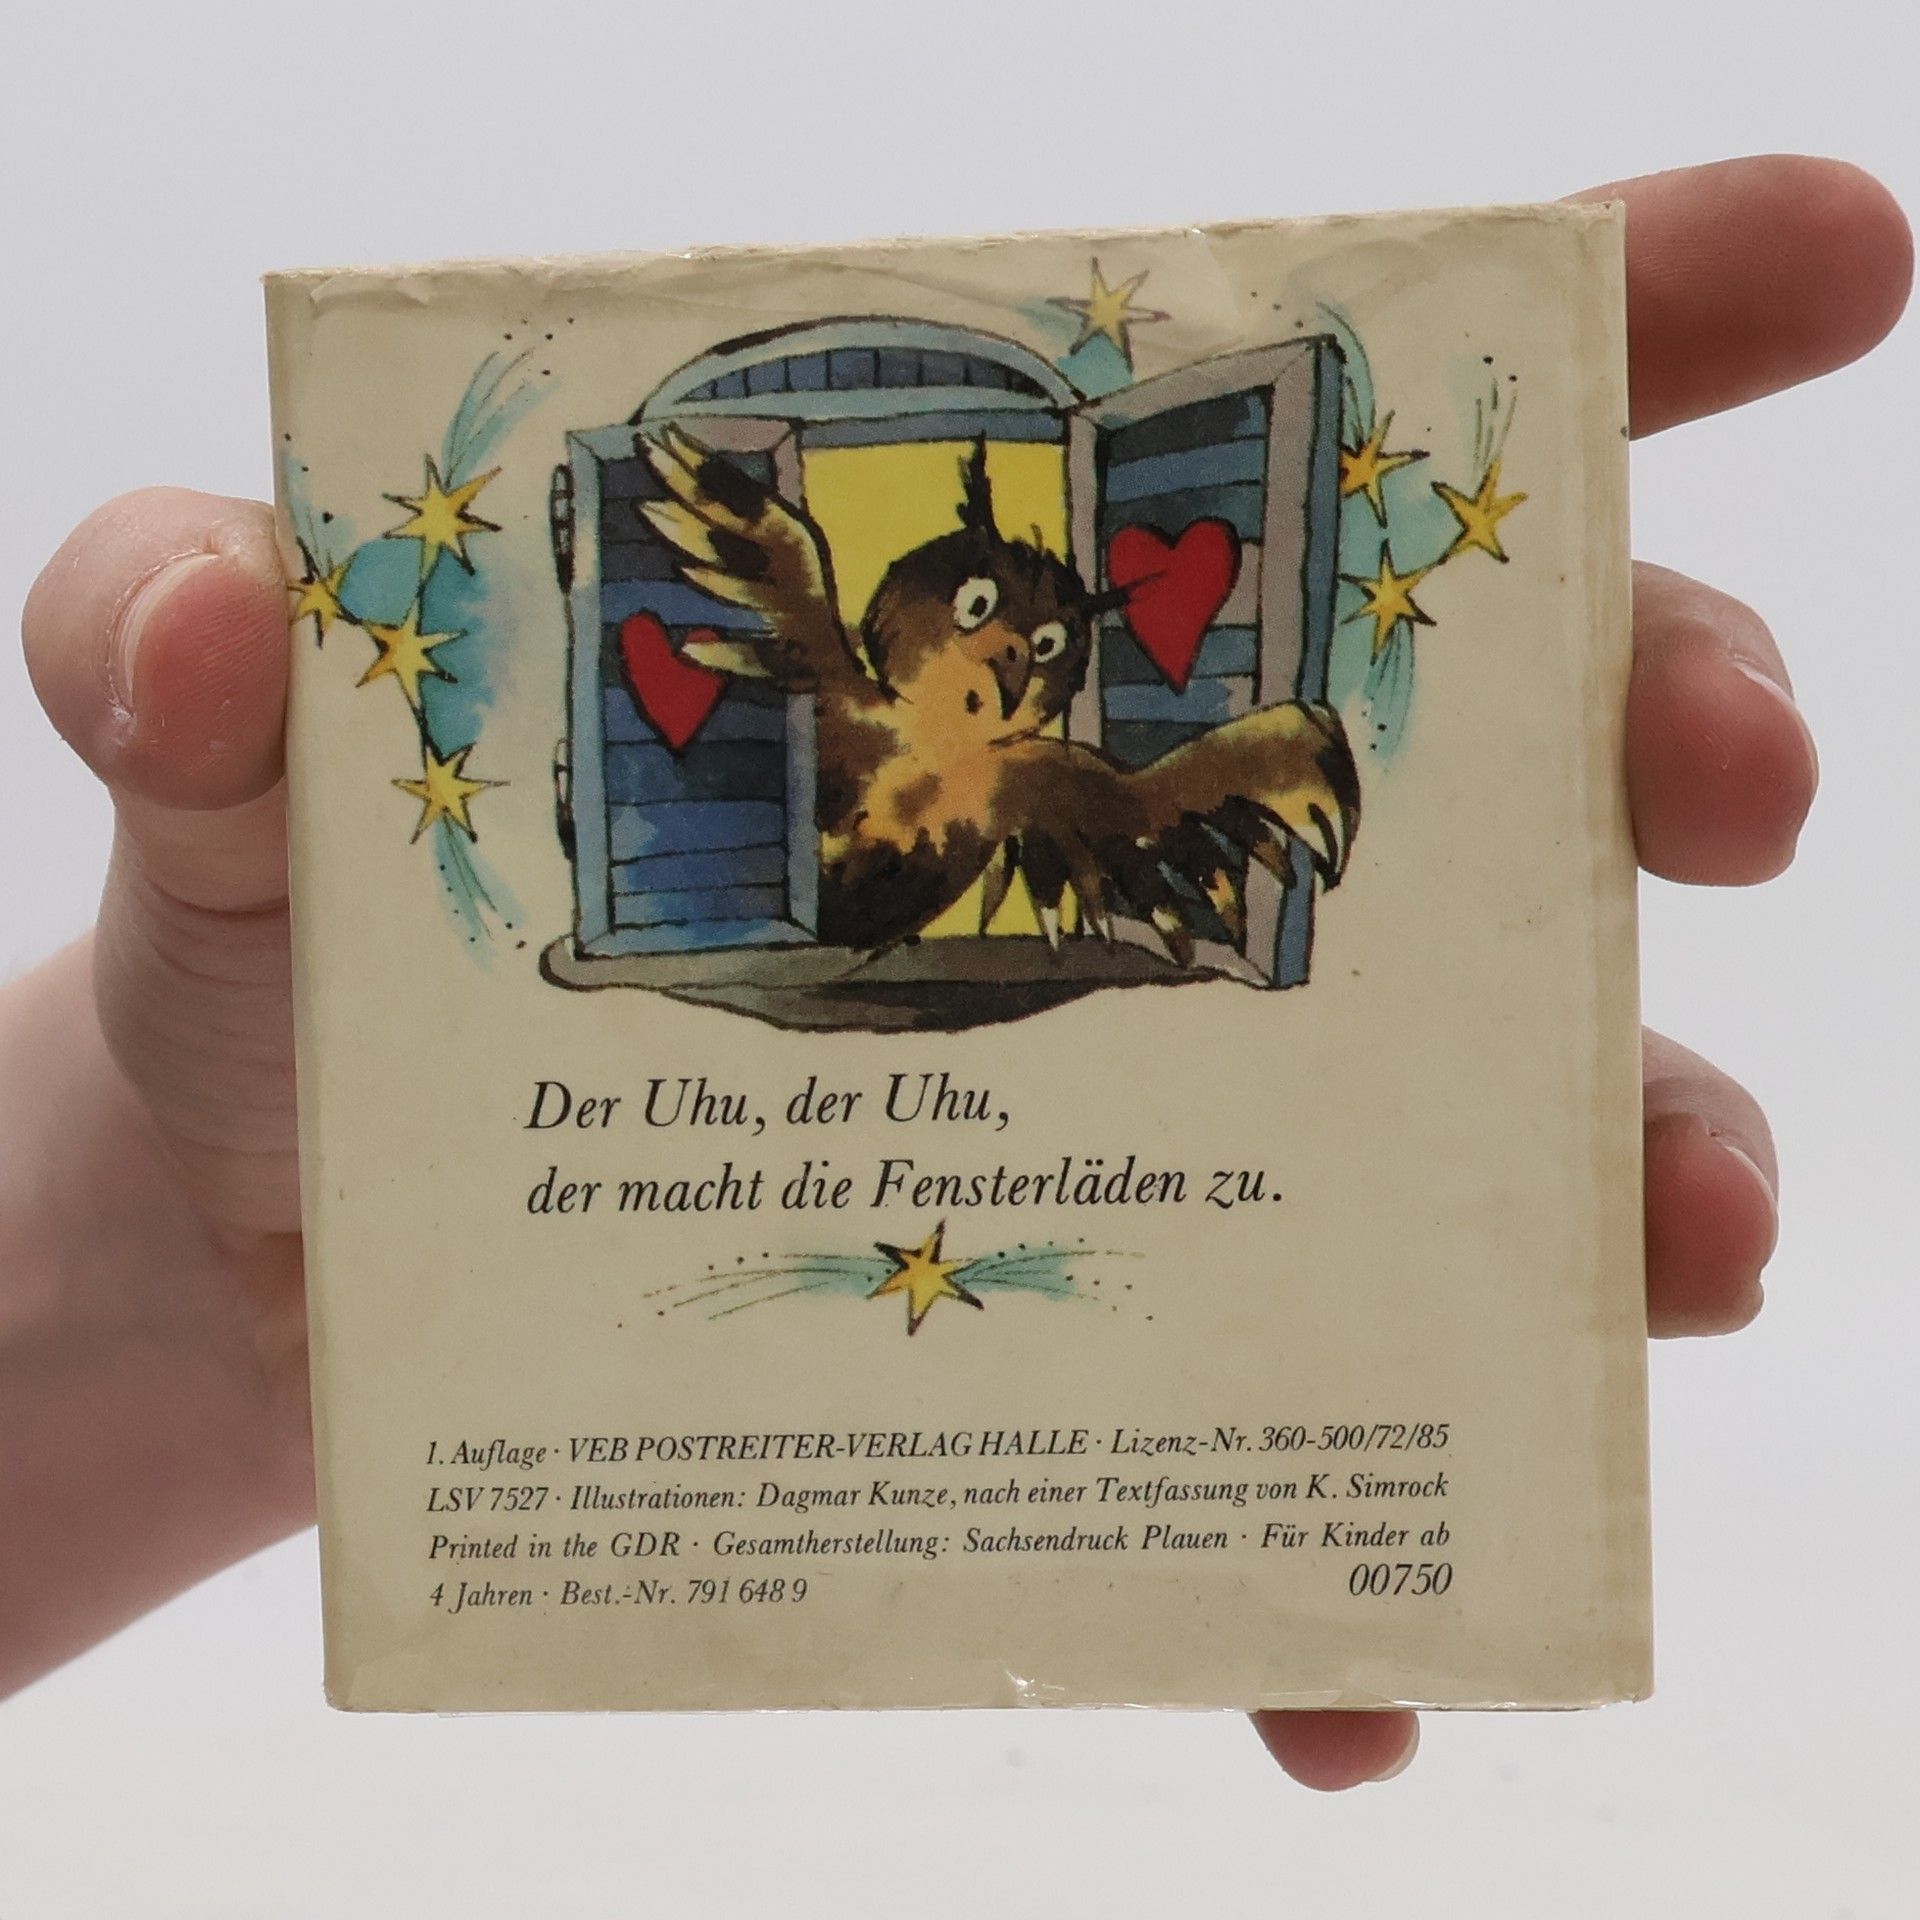 Der Uhu, der Uhu,
der macht die Fensterläden zu.
1. Auflage · VEB POSTREITER-VERLAG HALLE · Lizenz-Nr. 360-500/72/85
LSV 7527 · Illustrationen: Dagmar Kunze, nach einer Textfassung von K. Simrock
Printed in the GDR · Gesamtherstellung: Sachsendruck Plauen · Für Kinder ab
4 Jahren · Best.-Nr. 791 648 9
00750